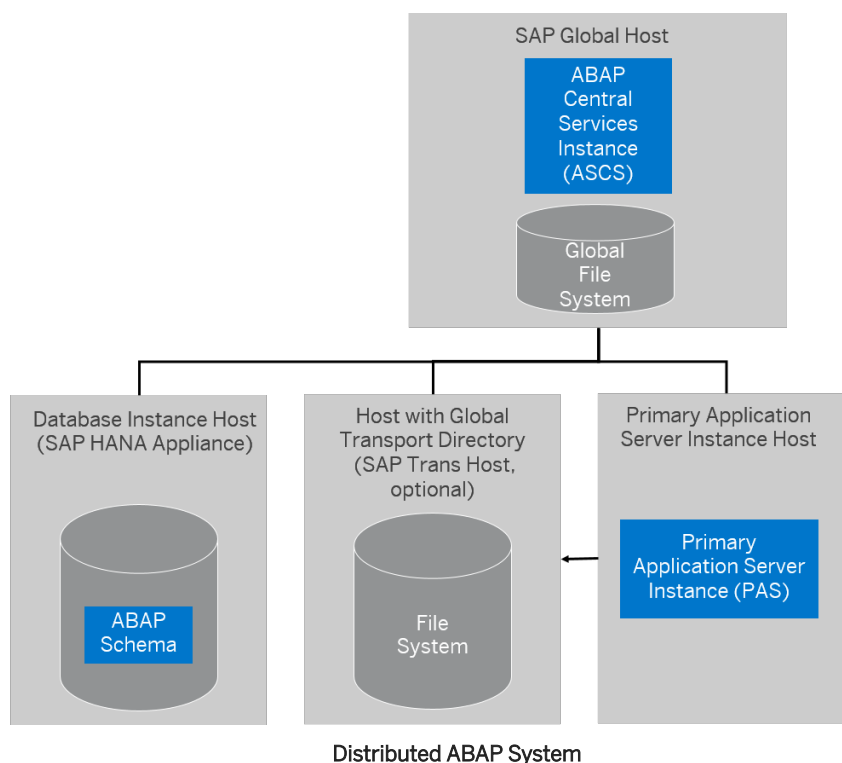 SAP Global Host
ABAP
Central
Services
Instance
(ASCS)
Global
File
System
Database Instance Host
(SAP HANA Appliance)
ABAP
Schema
Host with Global
Transport Directory
(SAP Trans Host,
optional)
File
System
Primary Application
Server Instance Host
Primary
Application Server
Instance (PAS)
Distributed ABAP System